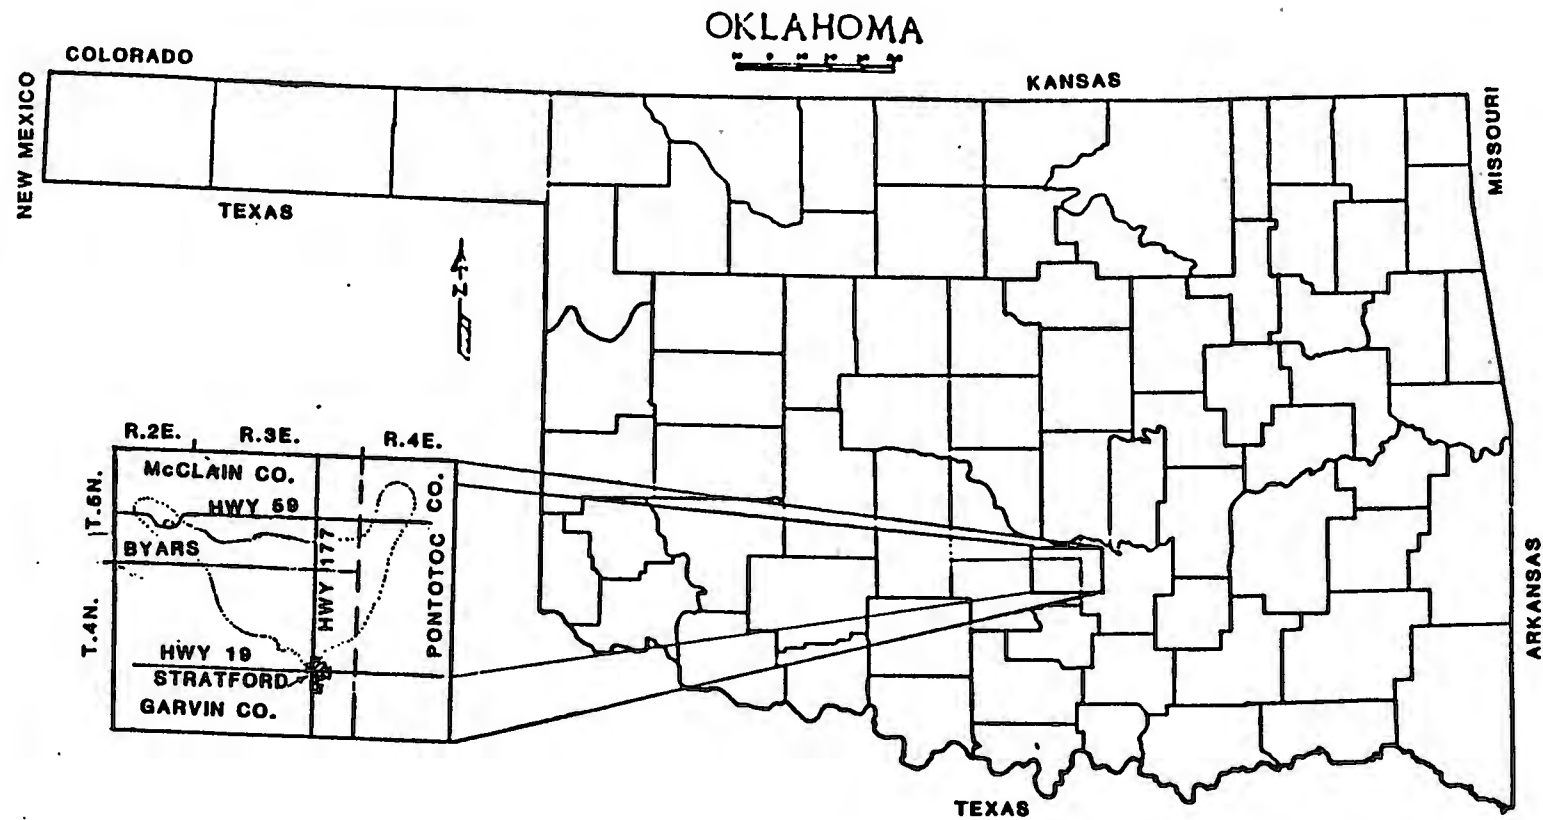 OKLAHOMA
COLORADO
KANSAS
NEW MEXICO
MISSOURI
TEXAS
N
R.2E. R.3E. R.4E.
McCLAIN CO.
T.5N.
HWY 59
BYARS
HWY 177
PONTOTOC CO.
T.4N.
HWY 19
STRATFORD
GARVIN CO.
ARKANSAS
TEXAS